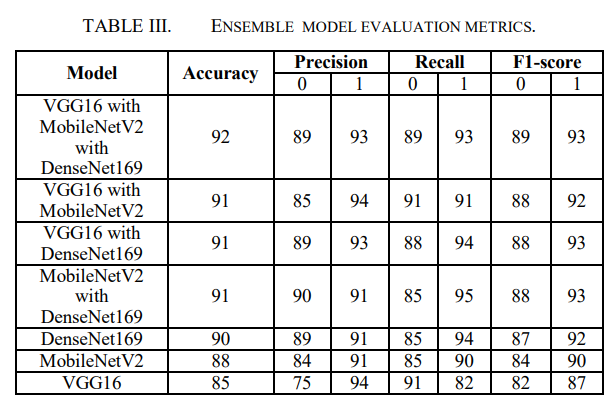 TABLE III. ENSEMBLE MODEL EVALUATION METRICS.
Model Accuracy Precision Recall F1-score
0 1 0 1 0 1
VGG16 with
MobileNetV2
with
DenseNet169
92 89 93 89 93 89 93
VGG16 with
MobileNetV2
91 85 94 91 91 88 92
VGG16 with
DenseNet169
91 89 93 88 94 88 93
MobileNetV2
with
DenseNet169
91 90 91 85 95 88 93
DenseNet169 90 89 91 85 94 87 92
MobileNetV2 88 84 91 85 90 84 90
VGG16 85 75 94 91 82 82 87